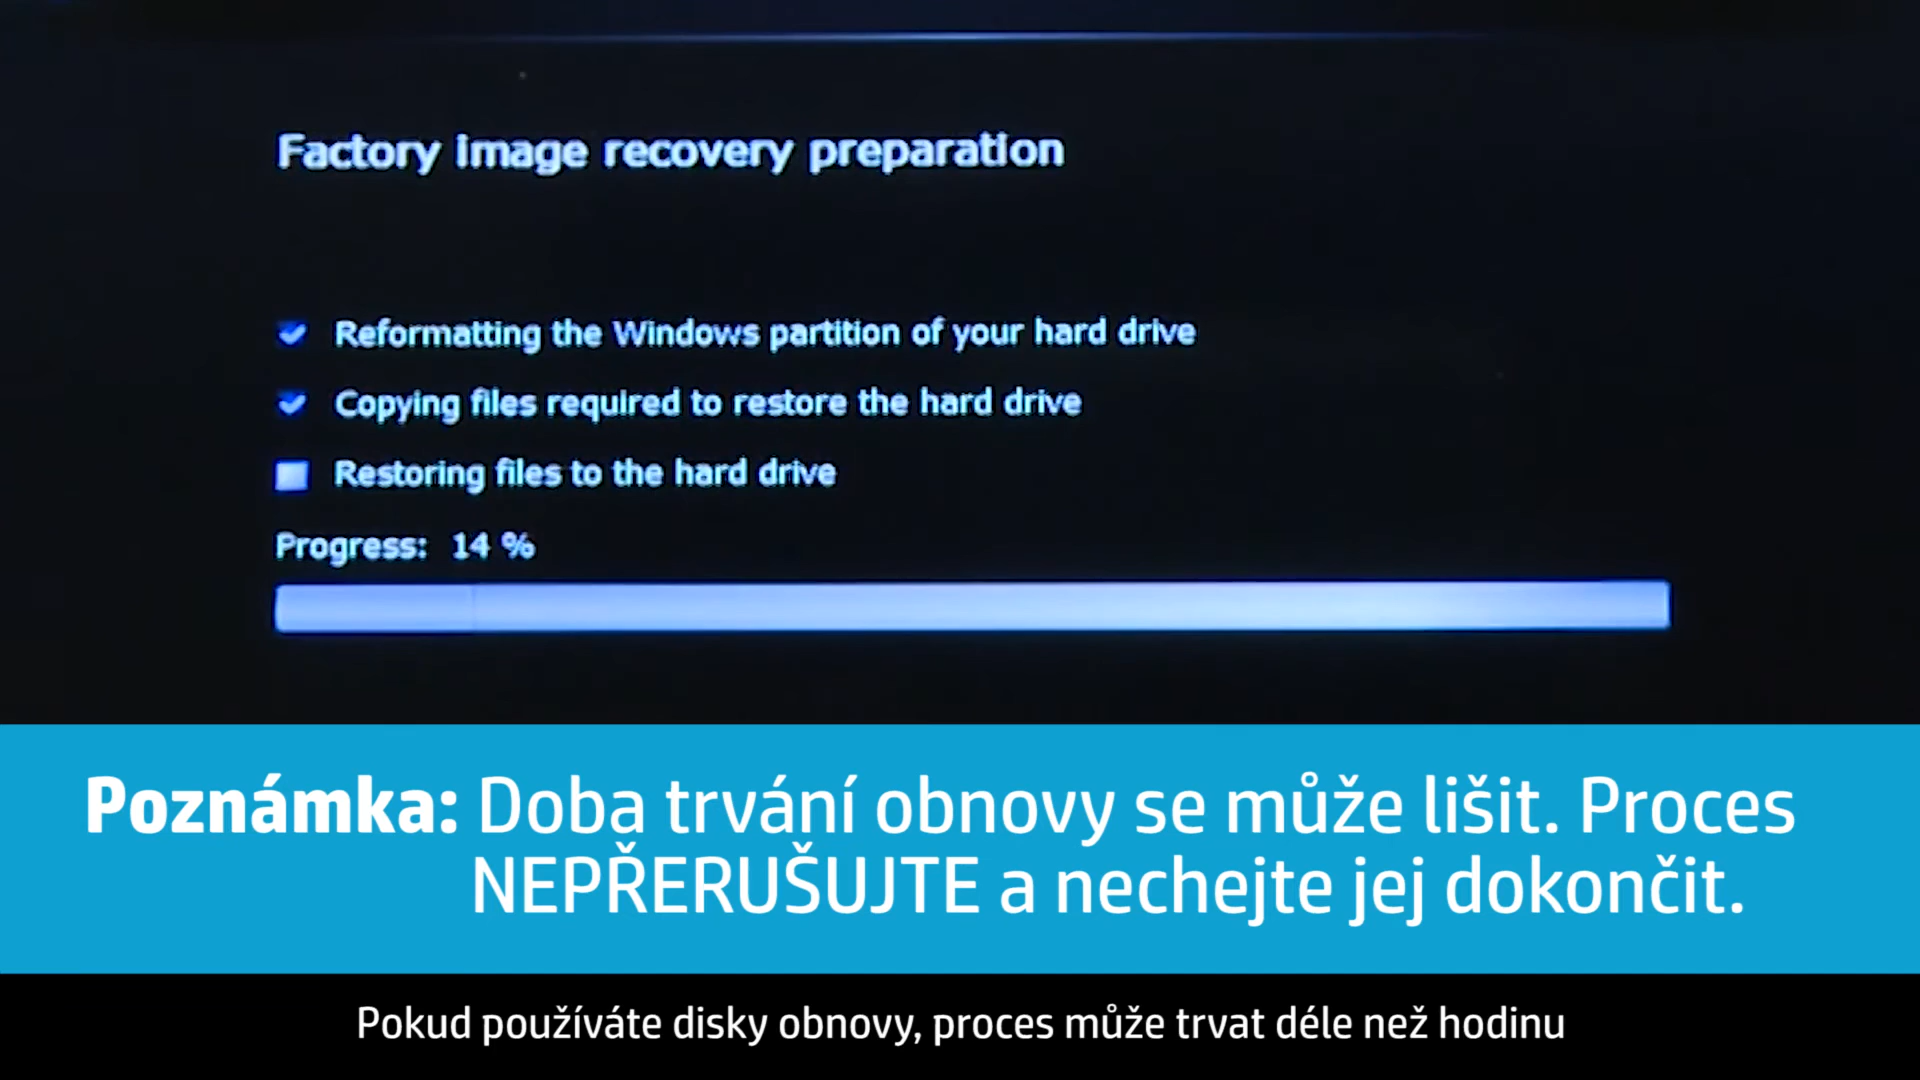 Factory image recovery preparation
Reformatting the Windows partition of your hard drive
Copying files required to restore the hard drive
Restoring files to the hard drive
Progress: 14 %
Poznámka: Doba trvání obnovy se může lišit. Proces
NEPŘERUŠUJTE a nechejte jej dokončit.
Pokud používáte disky obnovy, proces může trvat déle než hodinu